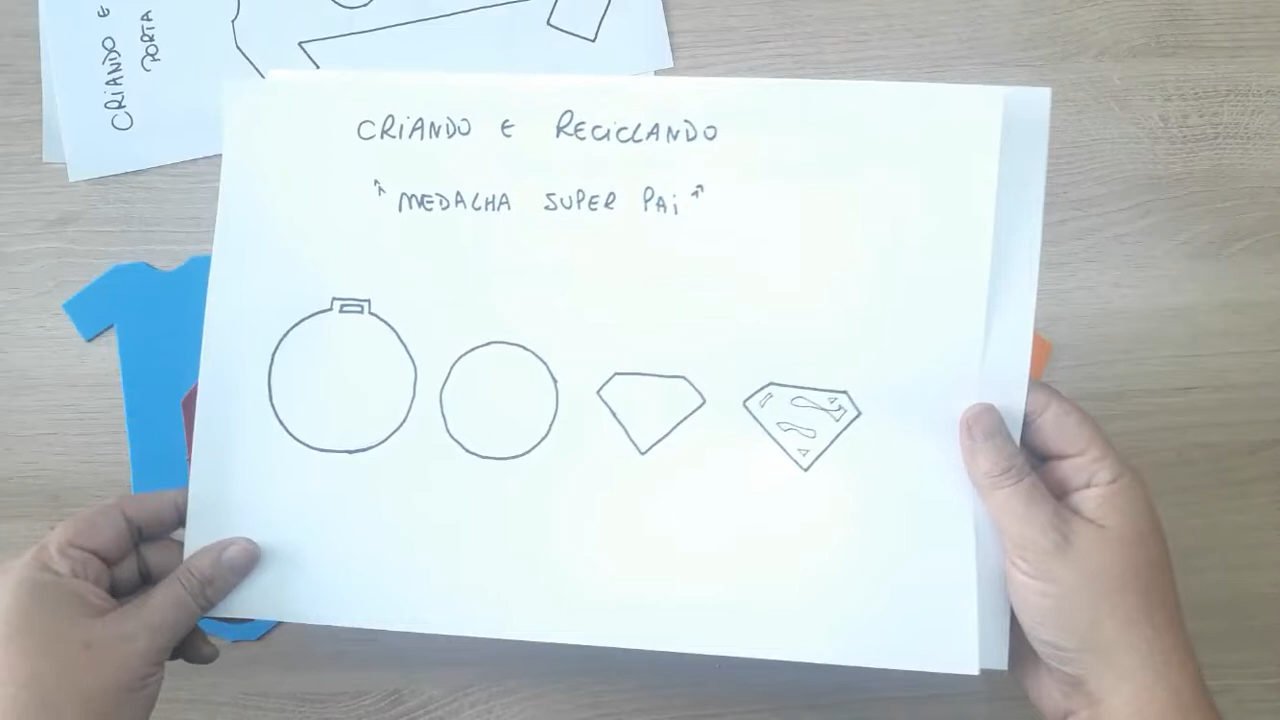 CRIANDO E
PORTA
CRIANDO E RECICLANDO
"MEDALHA SUPER PAI"